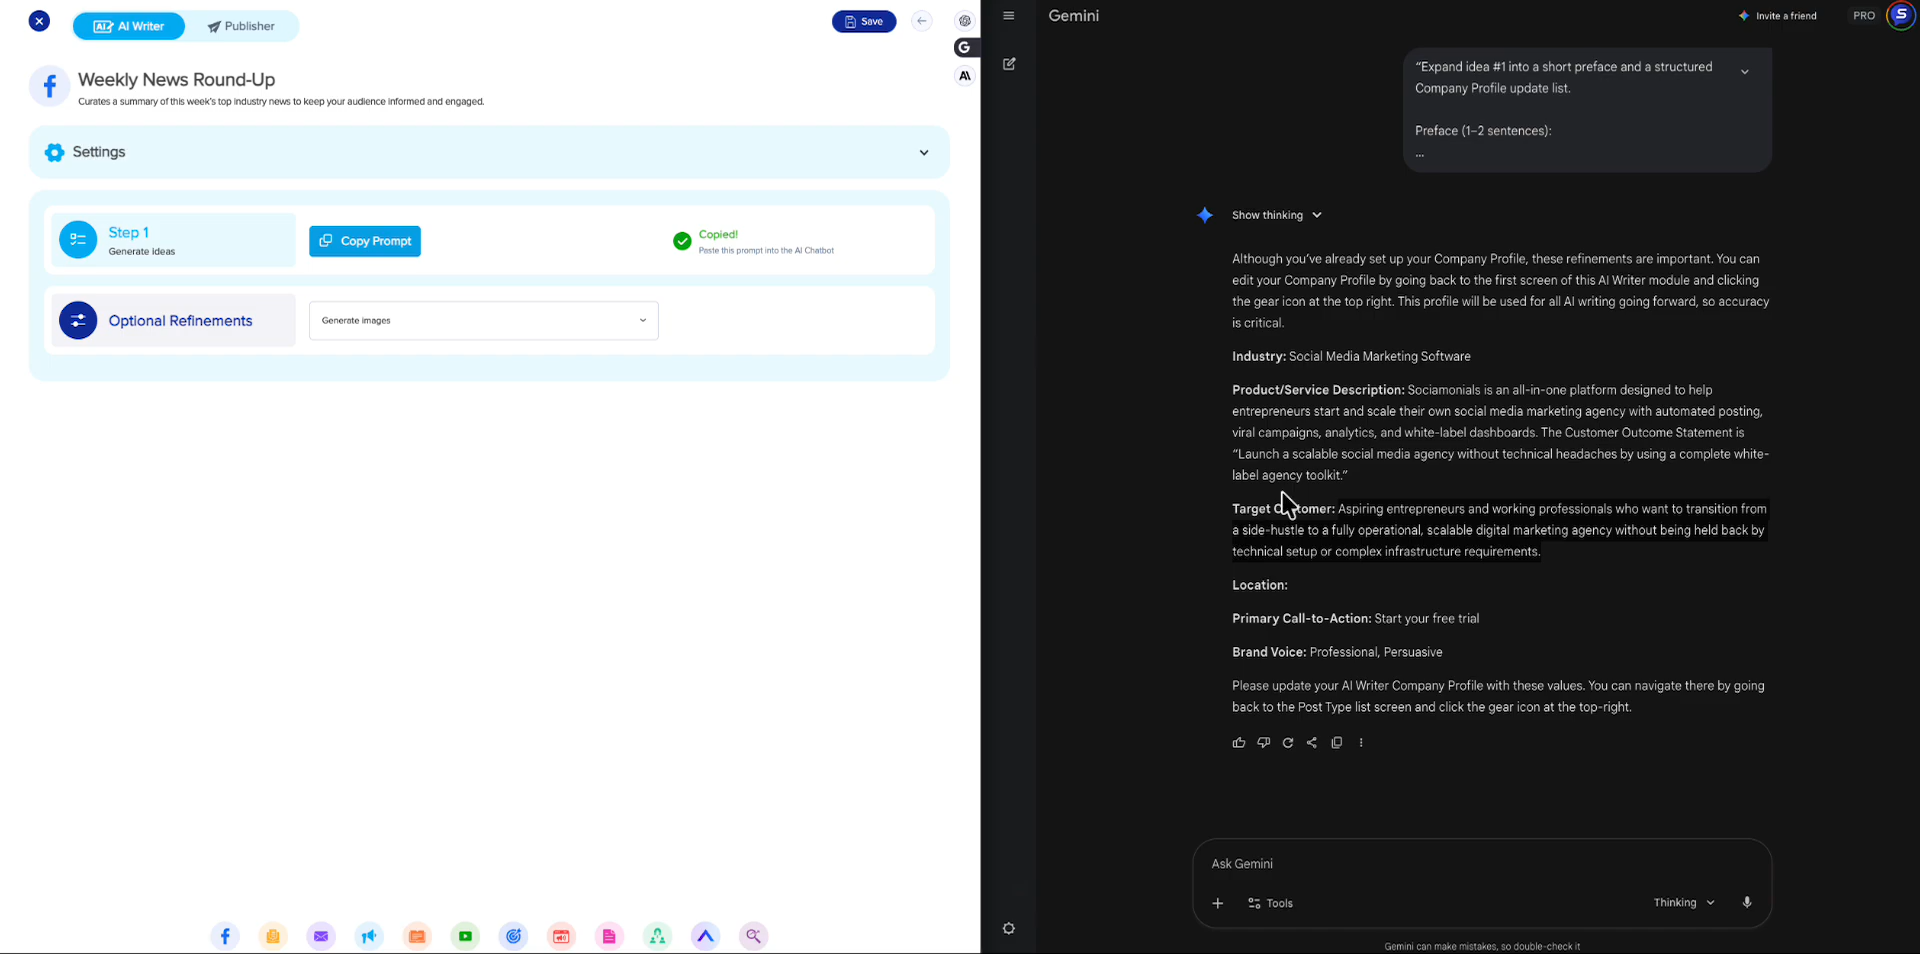 AI Writer
Publisher
Save
Weekly News Round-Up
Curates a summary of this week's top industry news to keep your audience informed and engaged.
Settings
Step 1
Generate ideas
Copy Prompt
Copied!
Paste this prompt into the AI Chatbot
Optional Refinements
Generate images
Gemini
Invite a friend
PRO
S
“Expand idea #1 into a short preface and a structured
Company Profile update list.
Preface (1–2 sentences):
...
Show thinking
Although you’ve already set up your Company Profile, these refinements are important. You can
edit your Company Profile by going back to the first screen of this AI Writer module and clicking
the gear icon at the top right. This profile will be used for all AI writing going forward, so accuracy
is critical.
Industry: Social Media Marketing Software
Product/Service Description: Sociamonials is an all-in-one platform designed to help
entrepreneurs start and scale their own social media marketing agency with automated posting,
viral campaigns, analytics, and white-label dashboards. The Customer Outcome Statement is
“Launch a scalable social media agency without technical headaches by using a complete white-
label agency toolkit.”
Target Customer: Aspiring entrepreneurs and working professionals who want to transition from
a side-hustle to a fully operational, scalable digital marketing agency without being held back by
technical setup or complex infrastructure requirements.
Location:
Primary Call-to-Action: Start your free trial
Brand Voice: Professional, Persuasive
Please update your AI Writer Company Profile with these values. You can navigate there by going
back to the Post Type list screen and click the gear icon at the top-right.
Ask Gemini
Tools
Thinking
Gemini can make mistakes, so double-check it